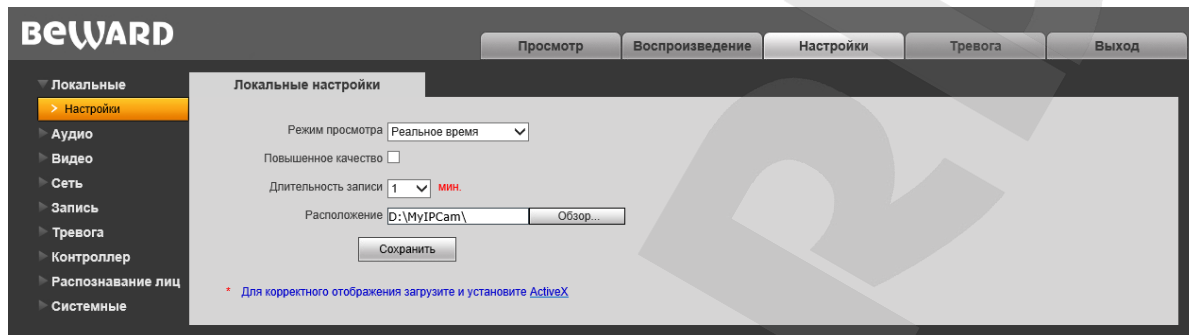 BEWARD
Просмотр Воспроизведение Настройки Тревога Выход
Локальные
> Настройки
Аудио
Видео
Сеть
Запись
Тревога
Контроллер
Распознавание лиц
Системные
Локальные настройки
Режим просмотра Реальное время
Повышенное качество
Длительность записи 1 мин.
Расположение D:\MyIPCam\ Обзор...
Сохранить
* Для корректного отображения загрузите и установите ActiveX